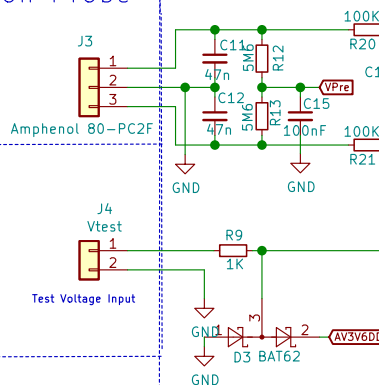 J3
1
2
3
Amphenol 80-PC2F
C11
47n
5M6
R12
C12
47n
5M6
R13
C15
100nF
VPre
100K
R20
C1
100K
R21
GND
GND
J4
Vtest
1
2
R9
1K
Test Voltage Input
GND
1
3
2
D3 BAT62
AV3V6DD
GND